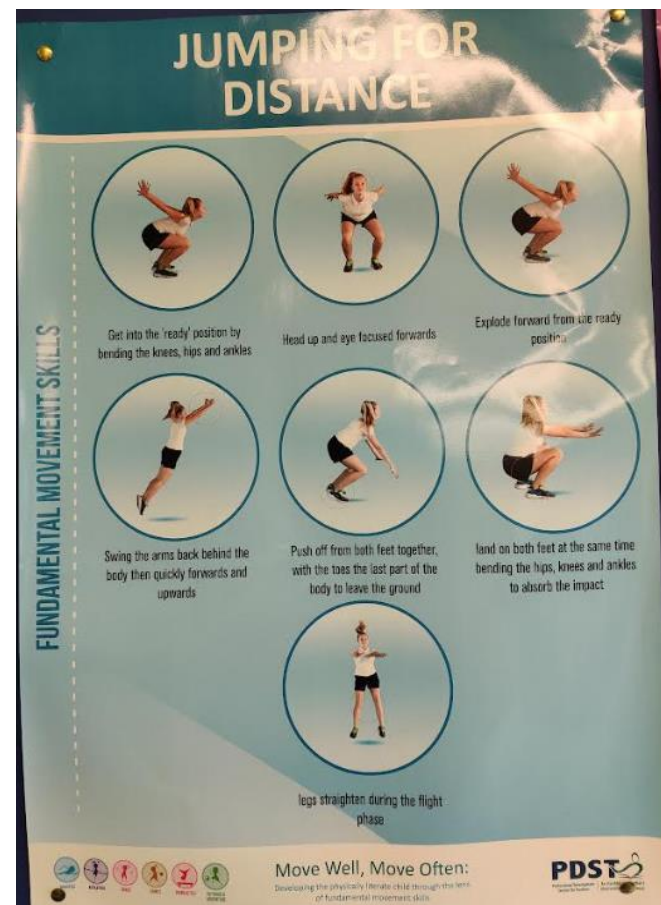 JUMPING FOR
DISTANCE
FUNDAMENTAL MOVEMENT SKILLS
Get into the 'ready' position by
bending the knees, hips and ankles
Head up and eye focused forwards
Explode forward from the ready
position
Swing the arms back behind the
body then quickly forwards and
upwards
Push off from both feet together,
with the toes the last part of the
body to leave the ground
land on both feet at the same time
bending the hips, knees and ankles
to absorb the impact
legs straighten during the flight
phase
Move Well, Move Often:
Developing the physically literate child through the lens
of fundamental movement skills
PDST